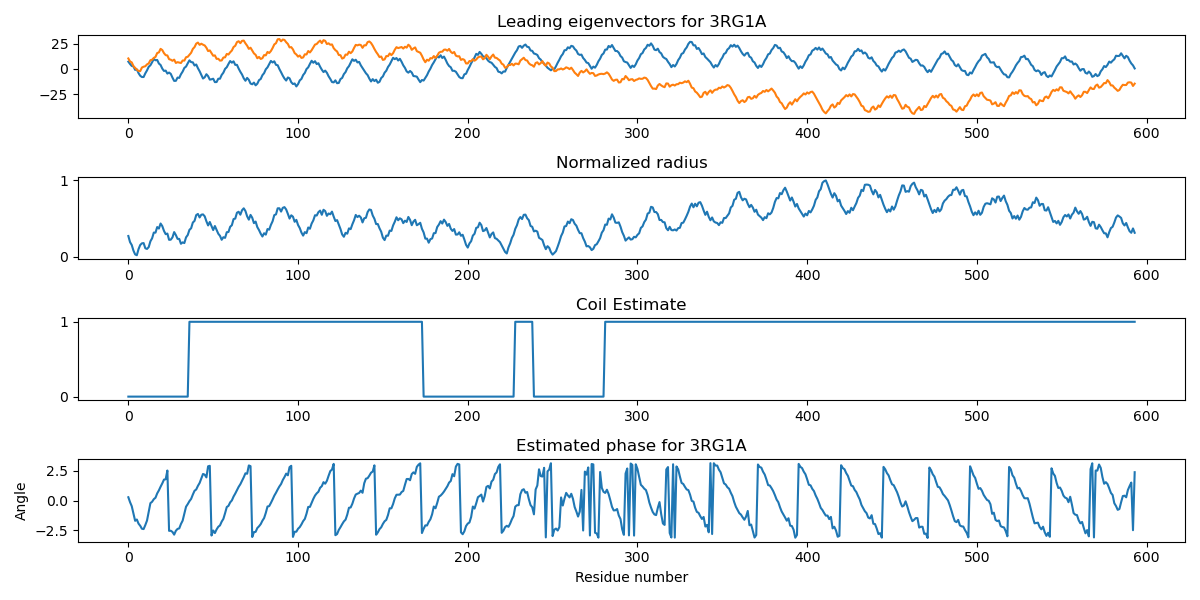 Leading eigenvectors for 3RG1A
25
0
−25
0 100 200 300 400 500 600
Normalized radius
1
0
0 100 200 300 400 500 600
Coil Estimate
1
0
0 100 200 300 400 500 600
Estimated phase for 3RG1A
Angle
2.5
0.0
−2.5
0 100 200 300 400 500 600
Residue number